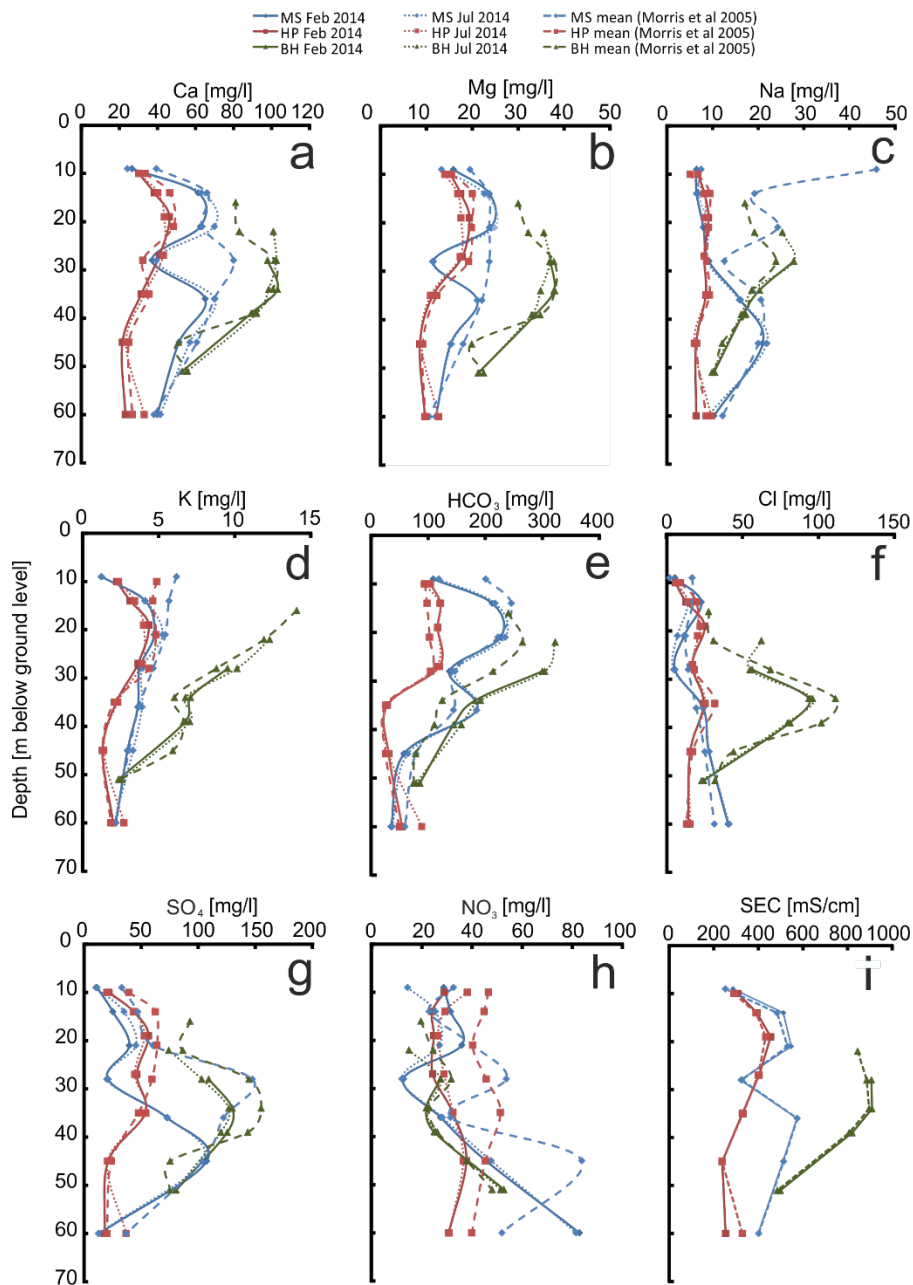 MS Feb 2014 MS Jul 2014 MS mean (Morris et al 2005)
HP Feb 2014 HP Jul 2014 HP mean (Morris et al 2005)
BH Feb 2014 BH Jul 2014 BH mean (Morris et al 2005)
Ca [mg/l] Mg [mg/l] Na [mg/l]
0 20 40 60 80 100 120 0 10 20 30 40 50 0 10 20 30 40 50
0
10
20
30
40
50
60
70
a b c
K [mg/l] HCO₃ [mg/l] Cl [mg/l]
0 5 10 15 0 100 200 300 400 0 50 100 150
0
10
20
30
40
50
60
70
d e f
Depth [m below ground level]
SO₄ [mg/l] NO₃ [mg/l] SEC [mS/cm]
0 50 100 150 200 0 20 40 60 80 100 0 200 400 600 800 1000
0
10
20
30
40
50
60
70
g h i